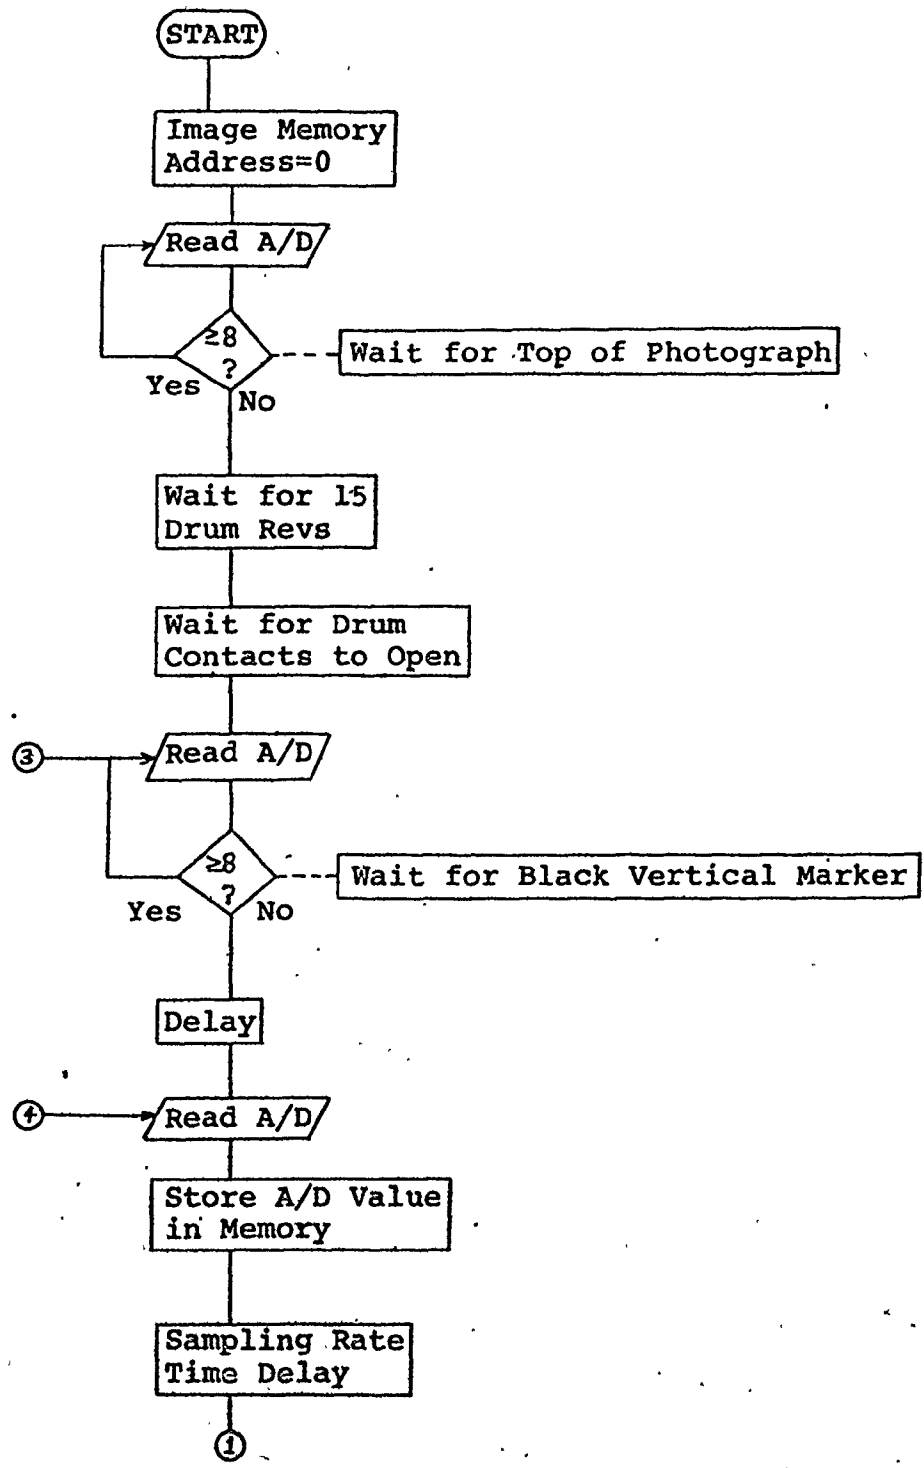 START
Image Memory
Address=0
Read A/D
≥8
?
Wait for Top of Photograph
Yes
No
Wait for 15
Drum Revs
Wait for Drum
Contacts to Open
3
Read A/D
≥8
?
Wait for Black Vertical Marker
Yes
No
Delay
4
Read A/D
Store A/D Value
in Memory
Sampling Rate
Time Delay
1